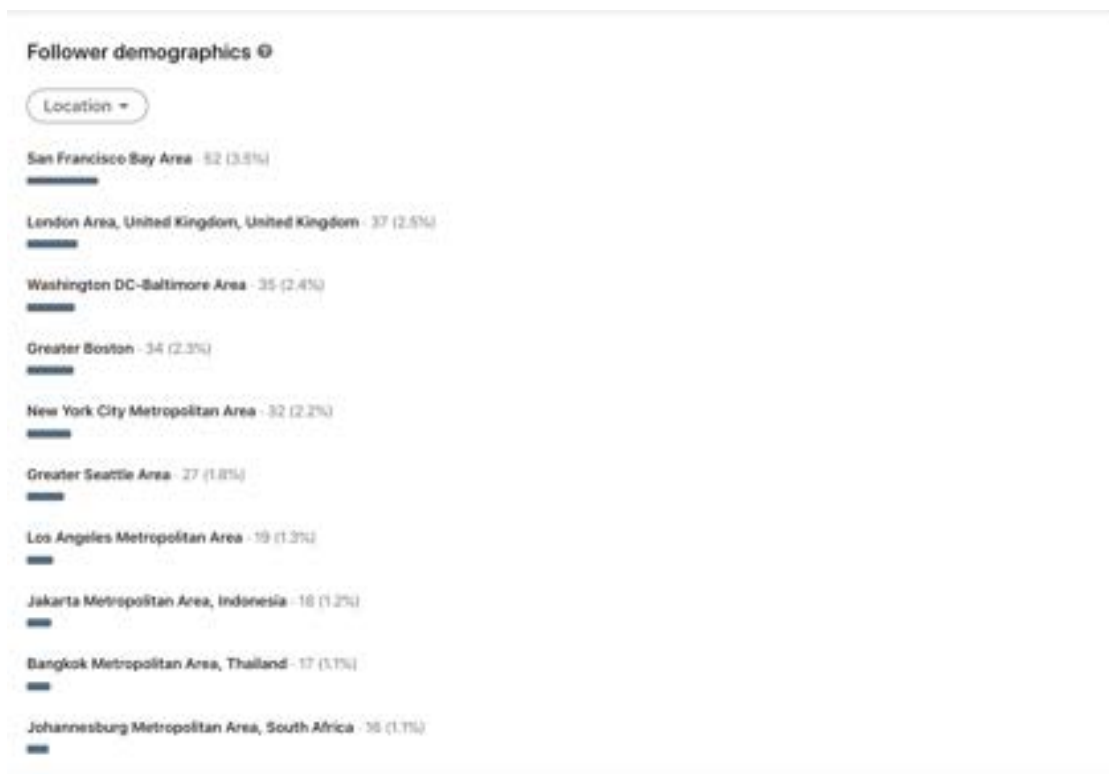 Follower demographics
Location
San Francisco Bay Area · 52 (3.5%)
London Area, United Kingdom, United Kingdom · 37 (2.5%)
Washington DC-Baltimore Area · 35 (2.4%)
Greater Boston · 34 (2.3%)
New York City Metropolitan Area · 32 (2.2%)
Greater Seattle Area · 27 (1.8%)
Los Angeles Metropolitan Area · 19 (1.3%)
Jakarta Metropolitan Area, Indonesia · 18 (1.2%)
Bangkok Metropolitan Area, Thailand · 17 (1.1%)
Johannesburg Metropolitan Area, South Africa · 16 (1.1%)